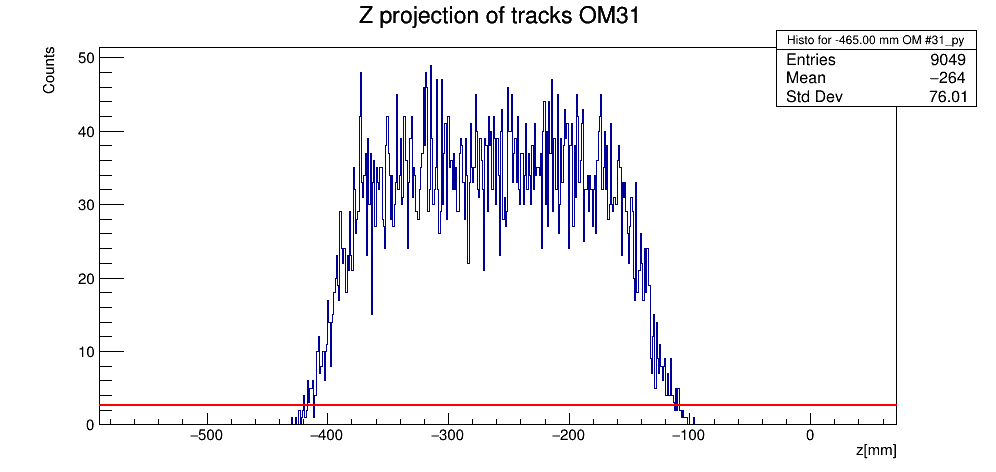 Z projection of tracks OM31
Histo for -465.00 mm OM #31_py
Entries 9049
Mean −264
Std Dev 76.01
Counts
50
40
30
20
10
0
−500 −400 −300 −200 −100 0
z[mm]